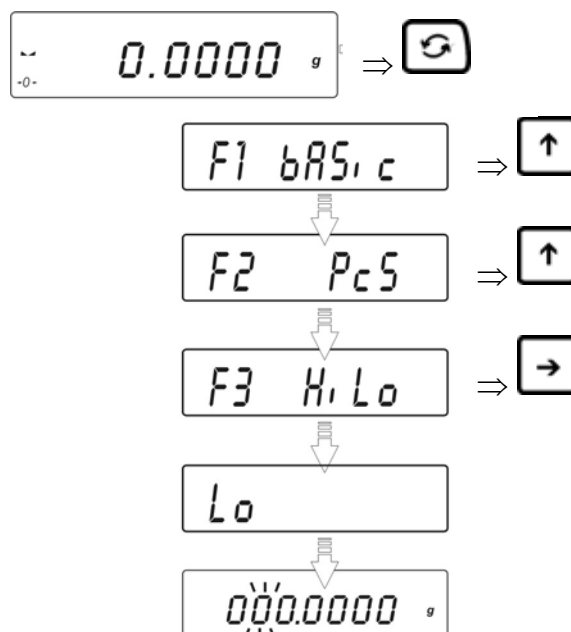 0.0000 g
-0-
F1 bASic
F2 PcS
F3 HiLo
Lo
000.0000 g